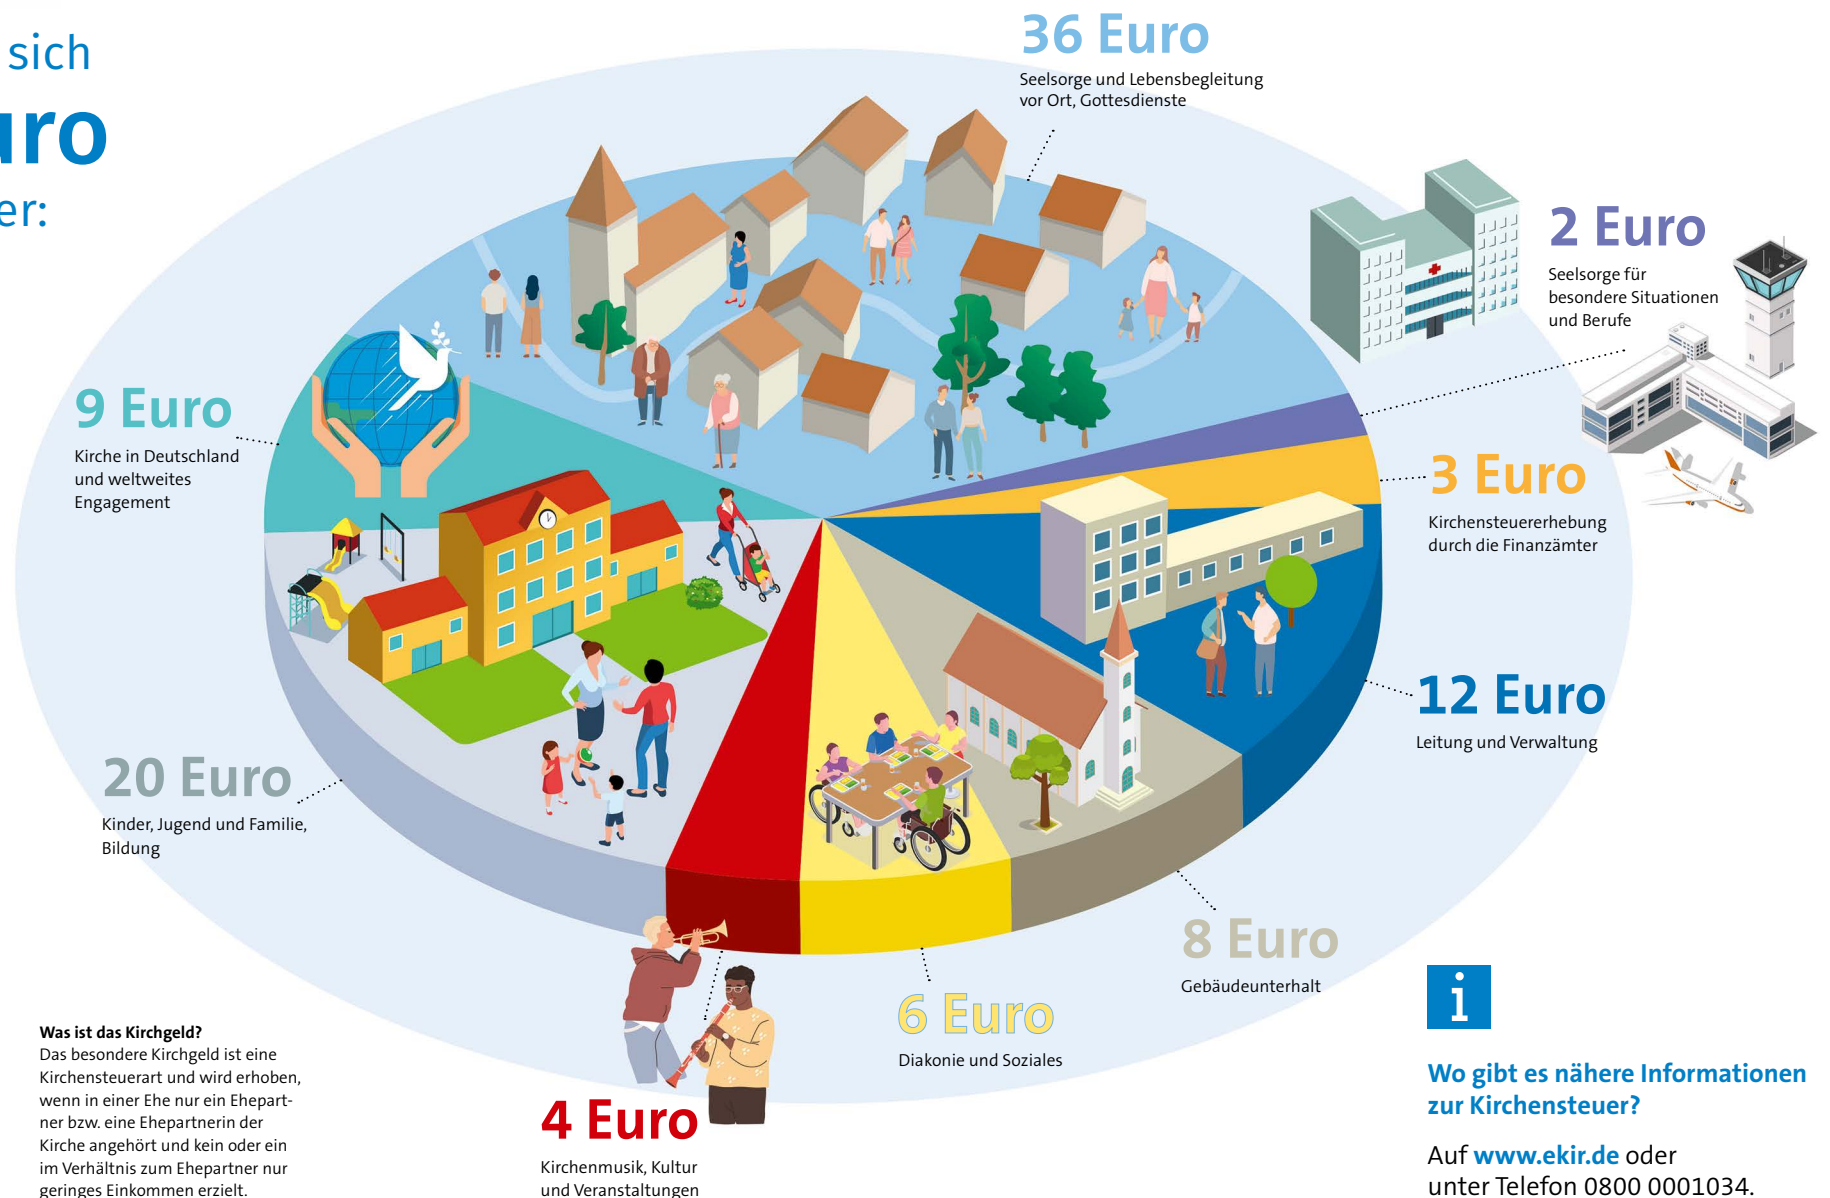 sich
uro
er:
36 Euro
Seelsorge und Lebensbegleitung
vor Ort, Gottesdienste
2 Euro
Seelsorge für
besondere Situationen
und Berufe
9 Euro
Kirche in Deutschland
und weltweites
Engagement
3 Euro
Kirchensteuererhebung
durch die Finanzämter
12 Euro
Leitung und Verwaltung
20 Euro
Kinder, Jugend und Familie,
Bildung
8 Euro
Gebäudeunterhalt
6 Euro
Diakonie und Soziales
4 Euro
Kirchenmusik, Kultur
und Veranstaltungen
Was ist das Kirchgeld?
Das besondere Kirchgeld ist eine
Kirchensteuerart und wird erhoben,
wenn in einer Ehe nur ein Ehepart-
ner bzw. eine Ehepartnerin der
Kirche angehört und kein oder ein
im Verhältnis zum Ehepartner nur
geringes Einkommen erzielt.
i
Wo gibt es nähere Informationen
zur Kirchensteuer?
Auf www.ekir.de oder
unter Telefon 0800 0001034.